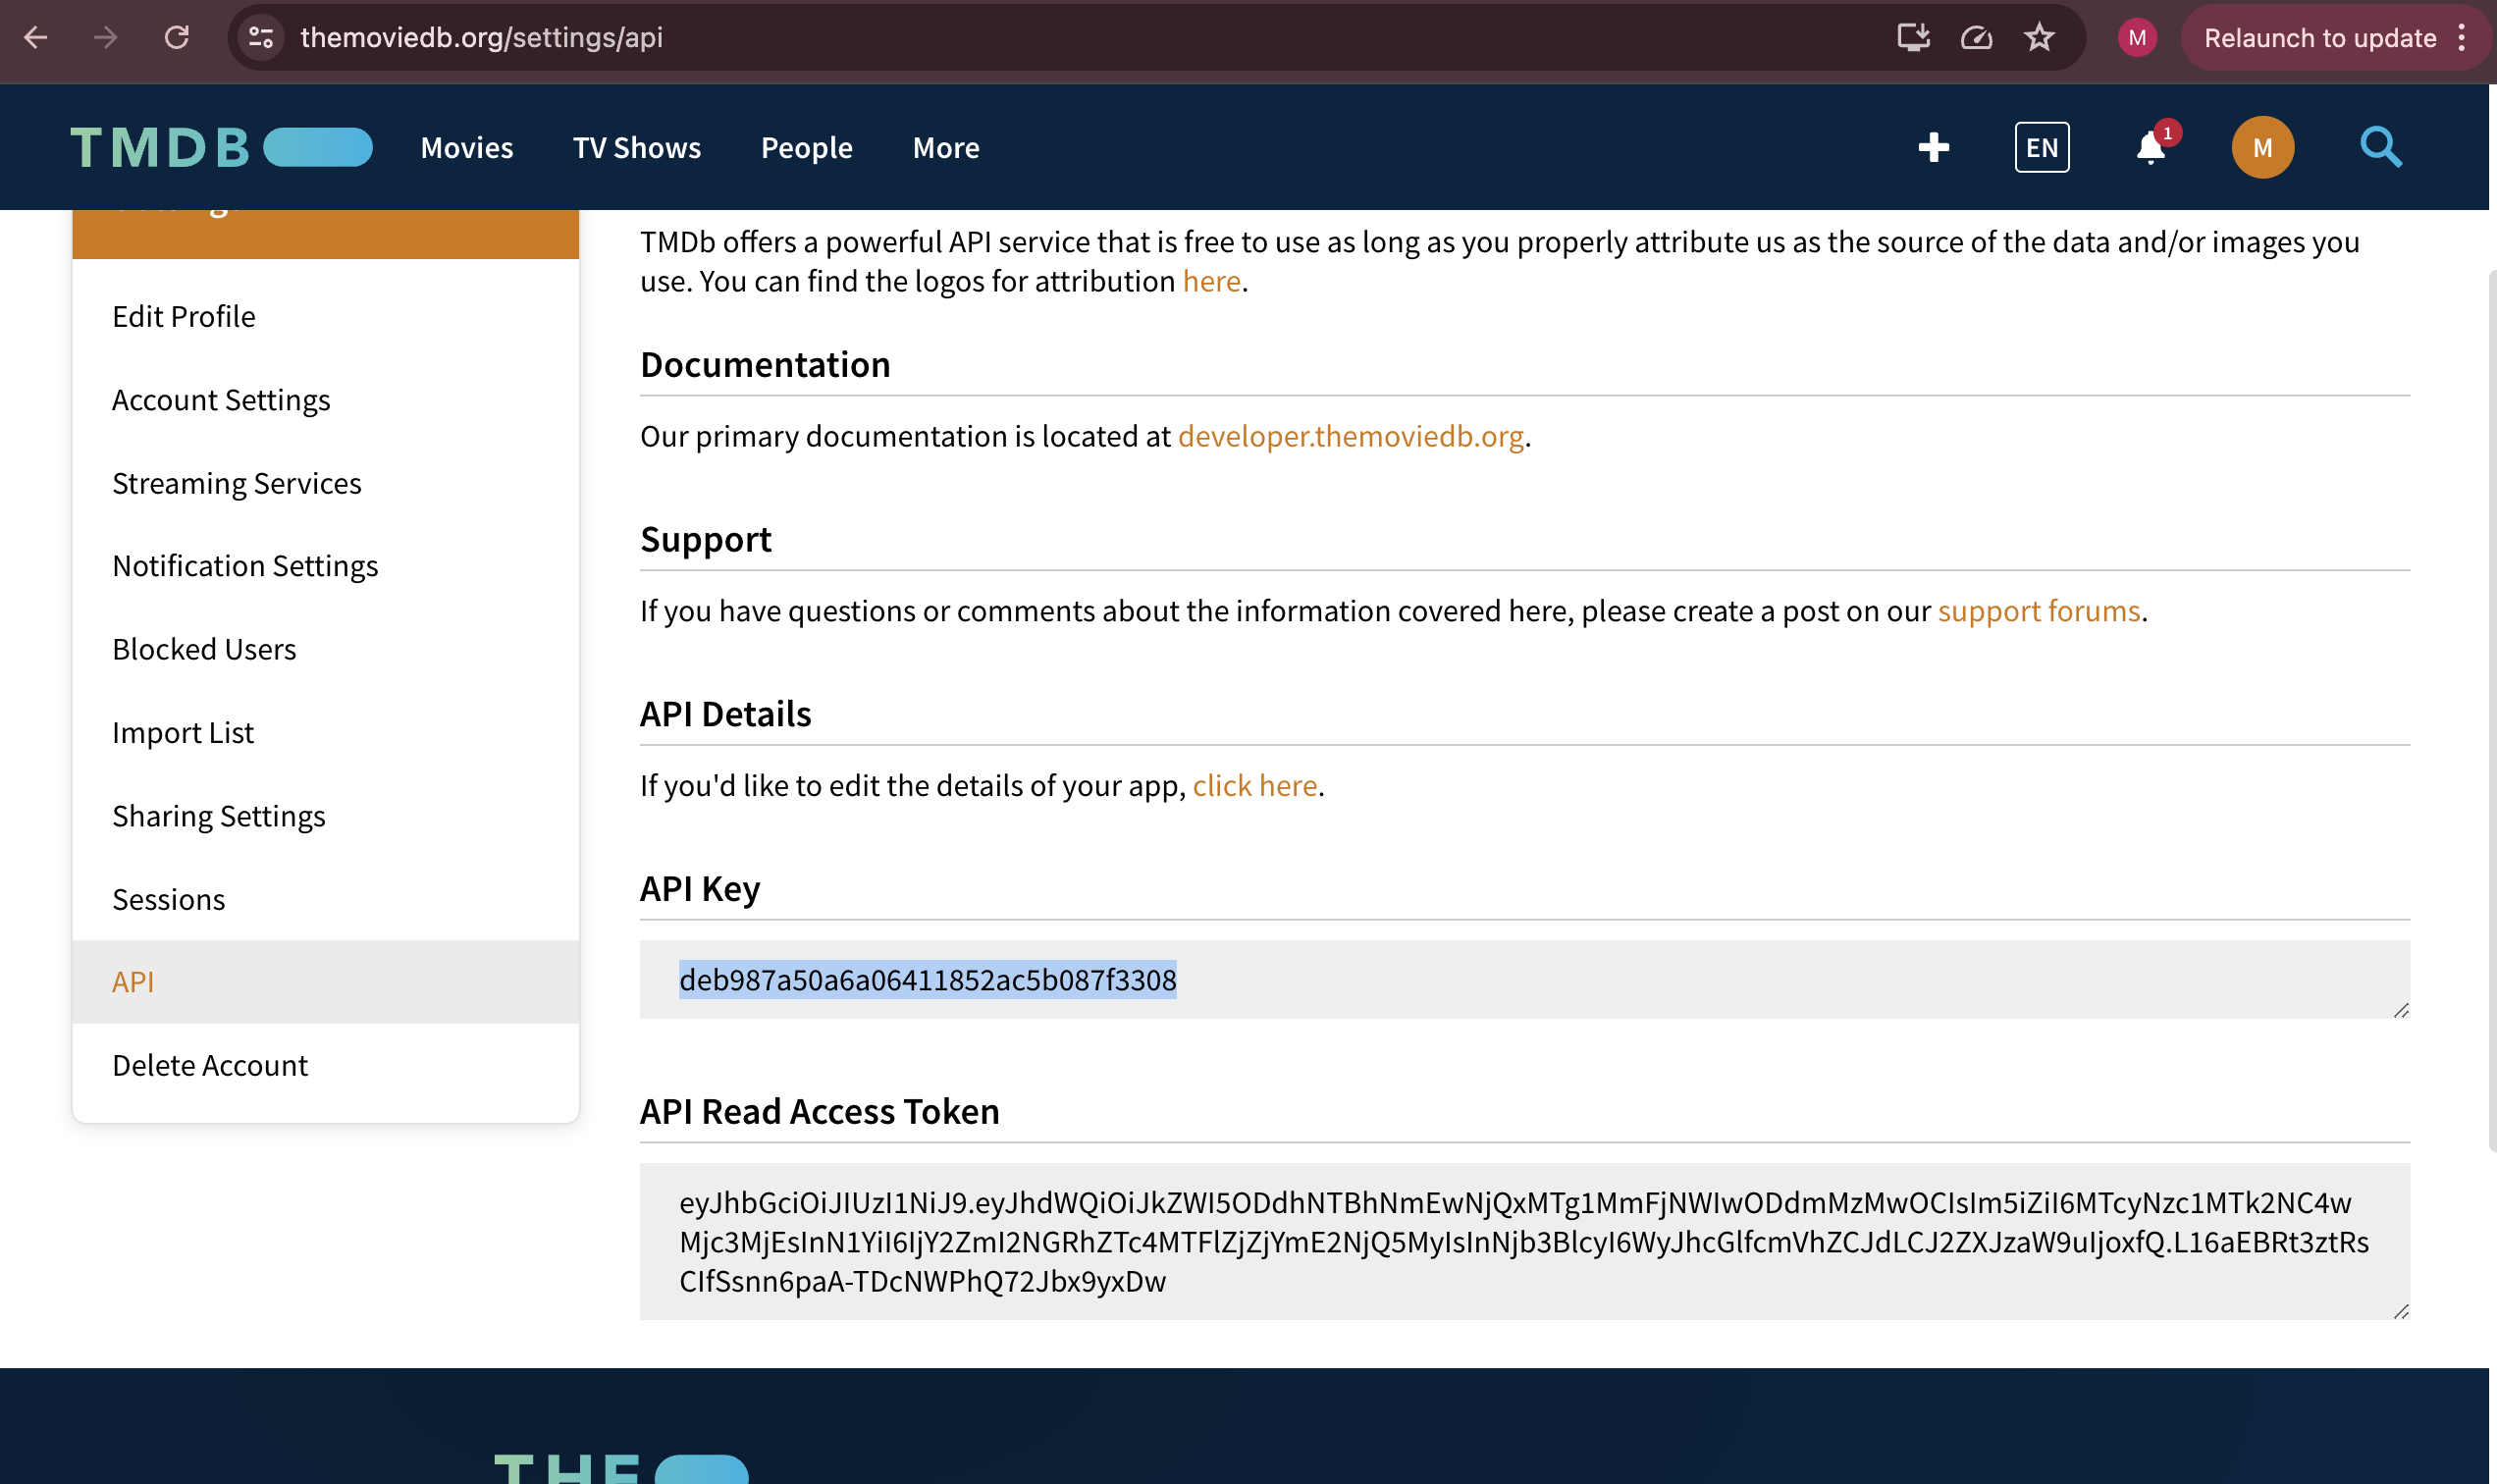 themoviedb.org/settings/api
M
Relaunch to update
TMDB
Movies
TV Shows
People
More
EN
1
M
Edit Profile
Account Settings
Streaming Services
Notification Settings
Blocked Users
Import List
Sharing Settings
Sessions
API
Delete Account
TMDb offers a powerful API service that is free to use as long as you properly attribute us as the source of the data and/or images you
use. You can find the logos for attribution here.
Documentation
Our primary documentation is located at developer.themoviedb.org.
Support
If you have questions or comments about the information covered here, please create a post on our support forums.
API Details
If you'd like to edit the details of your app, click here.
API Key
deb987a50a6a06411852ac5b087f3308
API Read Access Token
eyJhbGciOiJIUzI1NiJ9.eyJhdWQiOiJkZWI5ODdhNTBhNmEwNjQxMTg1MmFjNWIwODdmMzMwOCIsIm5iZiI6MTcyNzc1MTk2NC4w
Mjc3MjEsInN1YiI6IjY2ZmI2NGRhZTc4MTFlZjZjYmE2NjQ5MyIsInNjb3BlcyI6WyJhcGlfcmVhZCJdLCJ2ZXJzaW9uIjoxfQ.L16aEBRt3ztRs
CIfSsnn6paA-TDcNWPhQ72Jbx9yxDw
THE